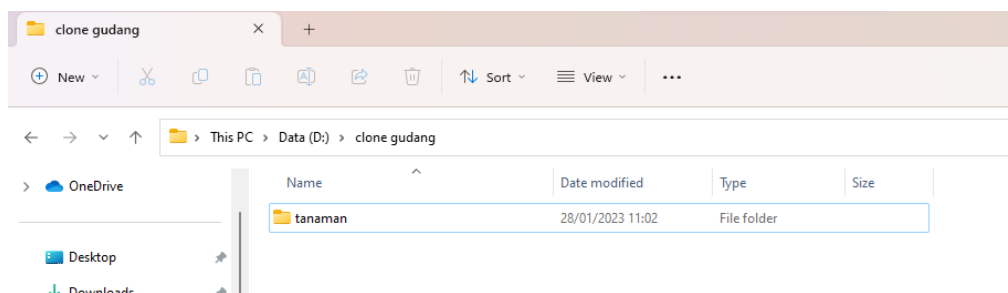 clone gudang
New
Sort
View
This PC > Data (D:) > clone gudang
OneDrive
Name Date modified Type Size
tanaman 28/01/2023 11:02 File folder
Desktop
Downloads